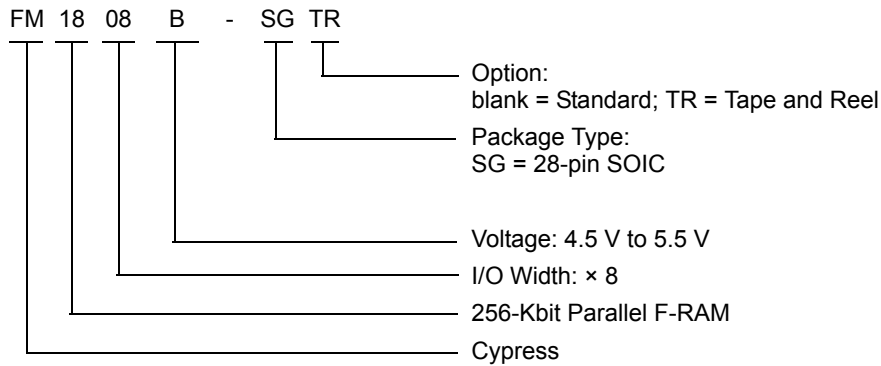 FM 18 08 B - SG TR
Option:
blank = Standard; TR = Tape and Reel
Package Type:
SG = 28-pin SOIC
Voltage: 4.5 V to 5.5 V
I/O Width: × 8
256-Kbit Parallel F-RAM
Cypress